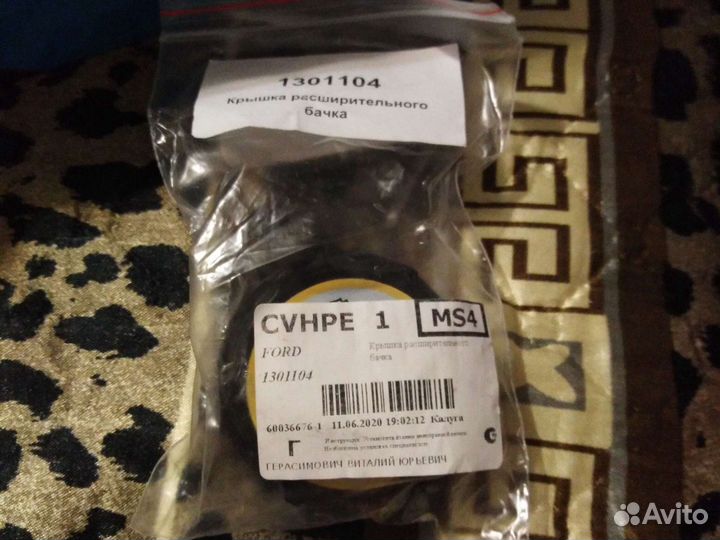 1301104
Крышка расширительного
бачка
CVHPE 1 MS4
FORD
Крышка расширительного
бачка
1301104
60036676-1 11.06.2020 19:02:12 Калуга
Г
ГЕРАСИМОВИЧ ВИТАЛИЙ ЮРЬЕВИЧ
Avito